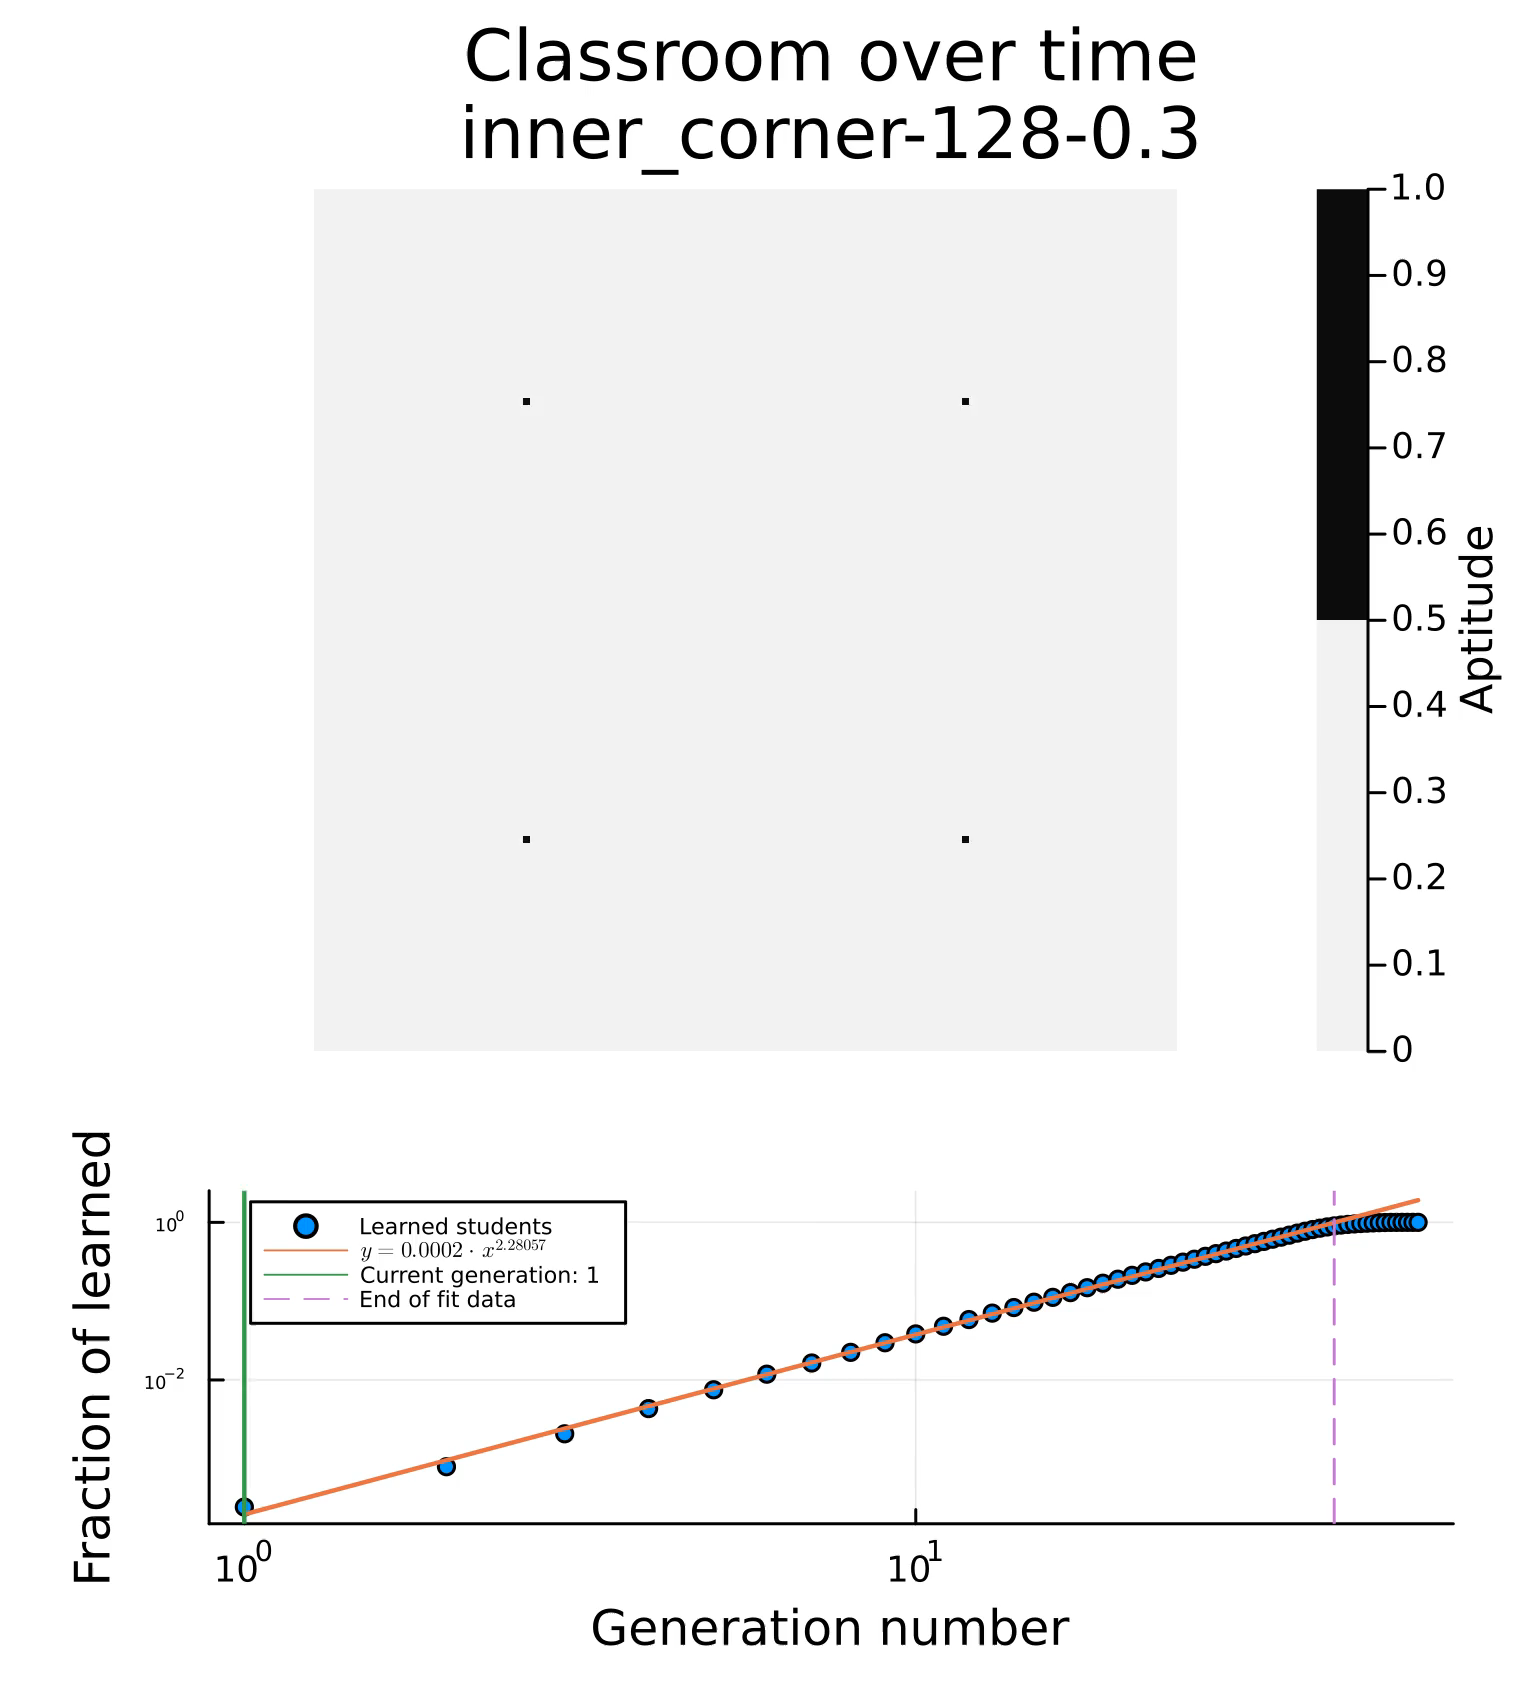 Classroom over time
inner_corner-128-0.3
1.0
0.9
0.8
0.7
0.6
0.5
0.4
0.3
0.2
0.1
0
Aptitude
Fraction of learned
10^0
10^-2
Learned students
y = 0.0002 · x^2.28057
Current generation: 1
End of fit data
10^0
10^1
Generation number